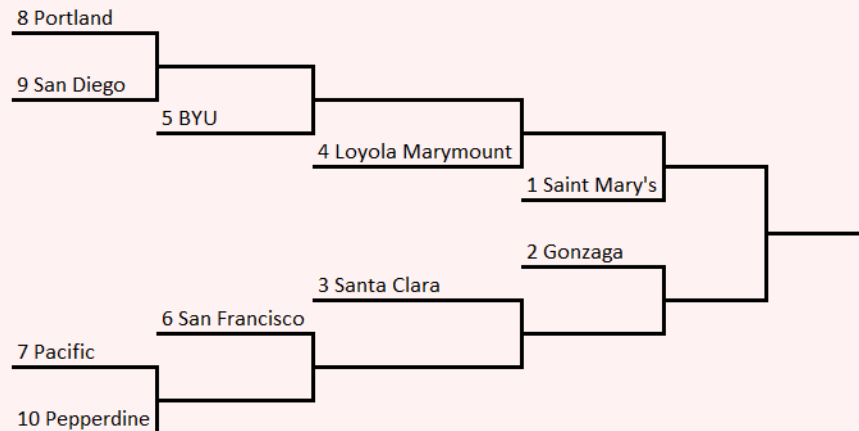 8 Portland
9 San Diego
5 BYU
4 Loyola Marymount
1 Saint Mary's
2 Gonzaga
3 Santa Clara
6 San Francisco
7 Pacific
10 Pepperdine